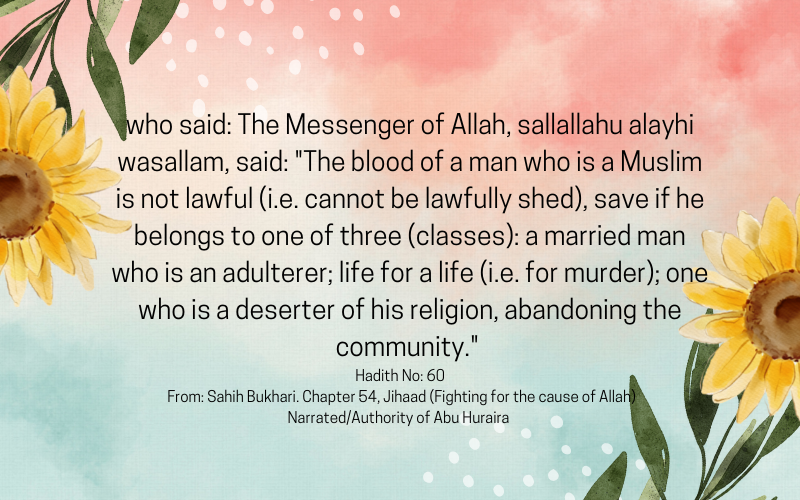 who said: The Messenger of Allah, sallallahu alayhi
wasallam, said: "The blood of a man who is a Muslim
is not lawful (i.e. cannot be lawfully shed), save if he
belongs to one of three (classes): a married man
who is an adulterer; life for a life (i.e. for murder); one
who is a deserter of his religion, abandoning the
community."
Hadith No: 60
From: Sahih Bukhari. Chapter 54, Jihaad (Fighting for the cause of Allah)
Narrated/Authority of Abu Huraira